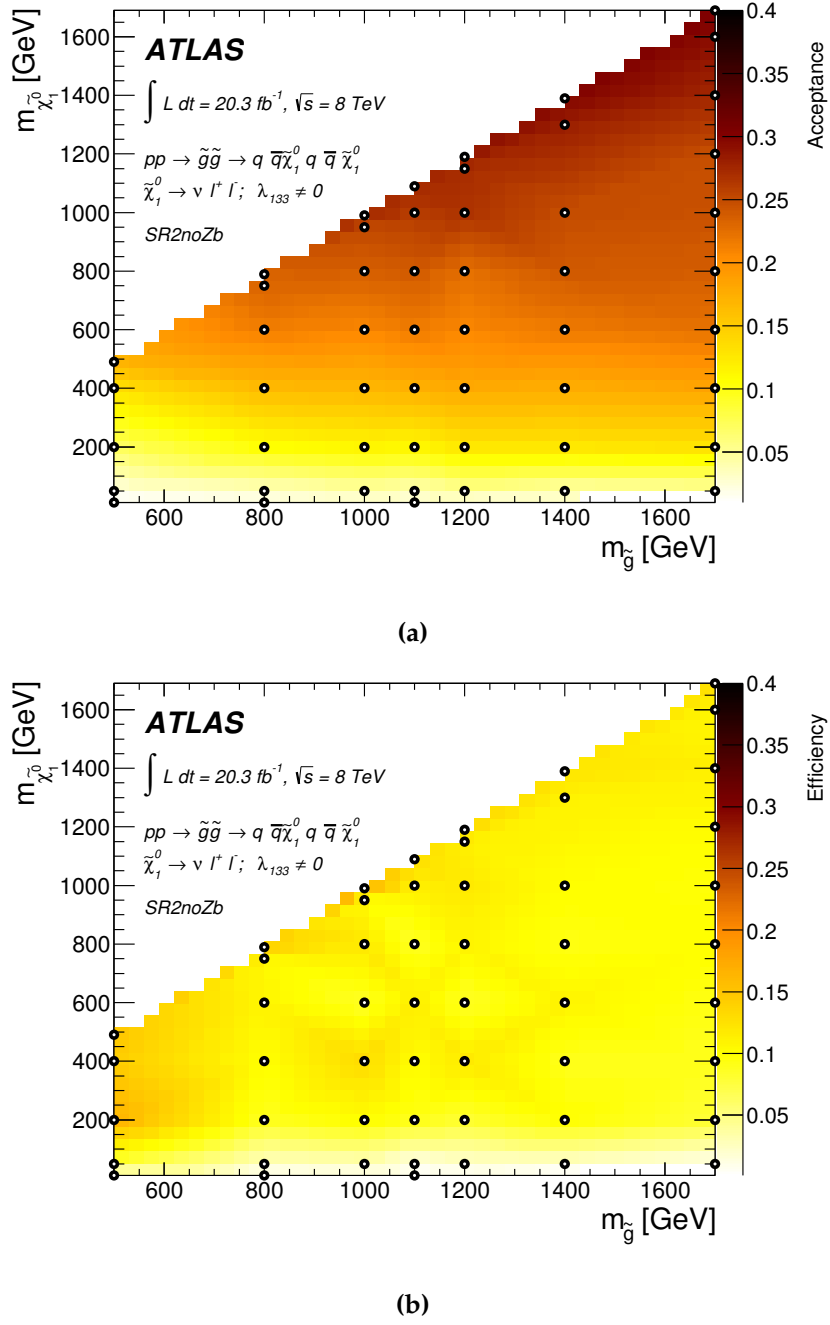 ATLAS
∫ L dt = 20.3 fb⁻¹, √s = 8 TeV
pp → g̃g̃ → q q̅χ̃₁⁰ q q̅ χ̃₁⁰
χ̃₁⁰ → ν l⁺ l⁻; λ₁₃₃ ≠ 0
SR2noZb
m_χ̃₁⁰ [GeV]
1600
1400
1200
1000
800
600
400
200
600 800 1000 1200 1400 1600
m_g̃ [GeV]
Acceptance
0.4
0.35
0.3
0.25
0.2
0.15
0.1
0.05
(a)
ATLAS
∫ L dt = 20.3 fb⁻¹, √s = 8 TeV
pp → g̃g̃ → q q̅χ̃₁⁰ q q̅ χ̃₁⁰
χ̃₁⁰ → ν l⁺ l⁻; λ₁₃₃ ≠ 0
SR2noZb
m_χ̃₁⁰ [GeV]
1600
1400
1200
1000
800
600
400
200
600 800 1000 1200 1400 1600
m_g̃ [GeV]
Efficiency
0.4
0.35
0.3
0.25
0.2
0.15
0.1
0.05
(b)